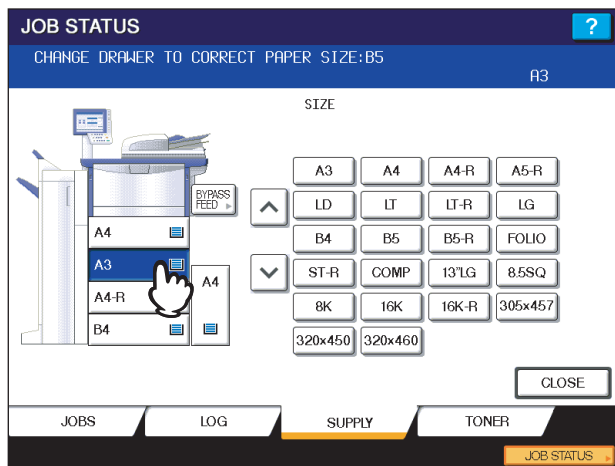 JOB STATUS
?
CHANGE DRAWER TO CORRECT PAPER SIZE:B5
A3
SIZE
BYPASS
FEED
A4
A3
A4-R
B4
A4
A3 A4 A4-R A5-R
LD LT LT-R LG
B4 B5 B5-R FOLIO
ST-R COMP 13"LG 8.5SQ
8K 16K 16K-R 305x457
320x450 320x460
CLOSE
JOBS LOG SUPPLY TONER
JOB STATUS